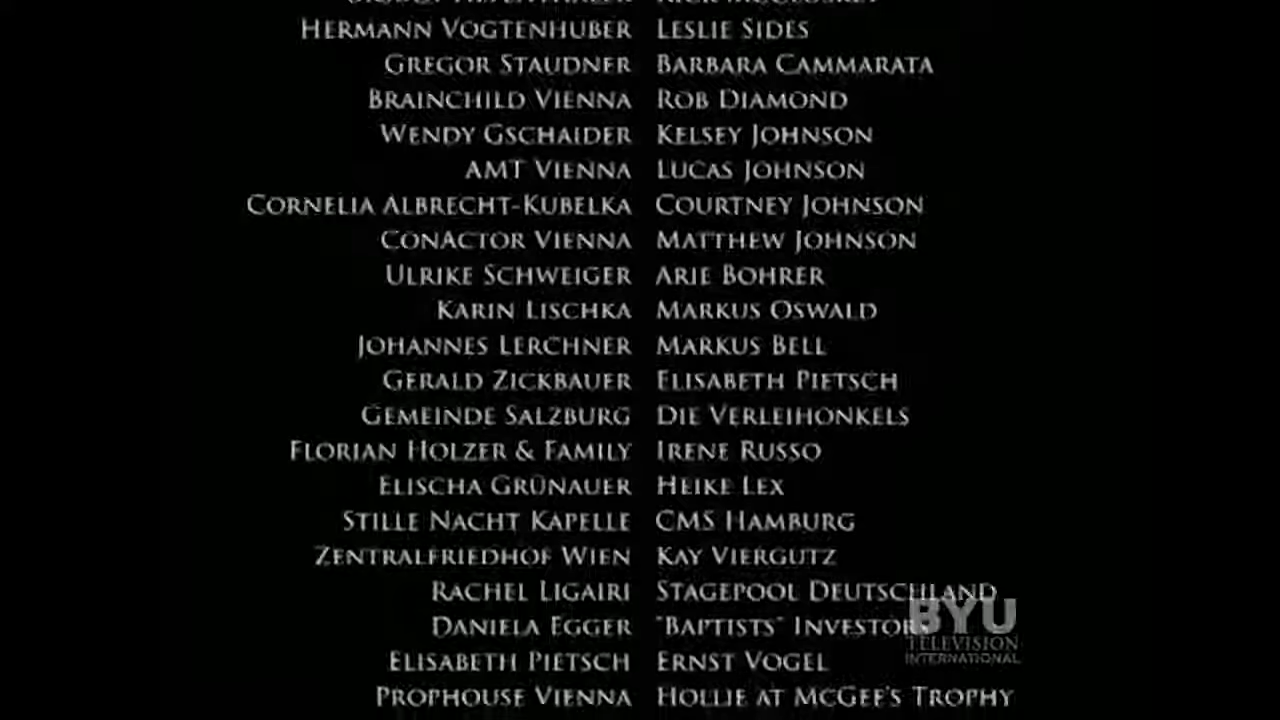 HERMANN VOGTENHUBER LESLIE SIDES
GREGOR STAUDNER BARBARA CAMMARATA
BRAINCHILD VIENNA ROB DIAMOND
WENDY GSCHAIDER KELSEY JOHNSON
AMT VIENNA LUCAS JOHNSON
CORNELIA ALBRECHT-KUBELKA COURTNEY JOHNSON
CONACTOR VIENNA MATTHEW JOHNSON
ULRIKE SCHWEIGER ARIE BOHRER
KARIN LISCHKA MARKUS OSWALD
JOHANNES LERCHNER MARKUS BELL
GERALD ZICKBAUER ELISABETH PIETSCH
GEMEINDE SALZBURG DIE VERLEIHONKELS
FLORIAN HOLZER & FAMILY IRENE RUSSO
ELISCHA GRÜNAUER HEIKE LEX
STILLE NACHT KAPELLE CMS HAMBURG
ZENTRALFRIEDHOF WIEN KAY VIERGUTZ
RACHEL LIGAIRI STAGEPOOL DEUTSCHLAND
DANIELA EGGER "BAPTISTS" INVESTORS
ELISABETH PIETSCH ERNST VOGEL
PROPHOUSE VIENNA HOLLIE AT MCGEE'S TROPHY
BYU
TELEVISION
INTERNATIONAL